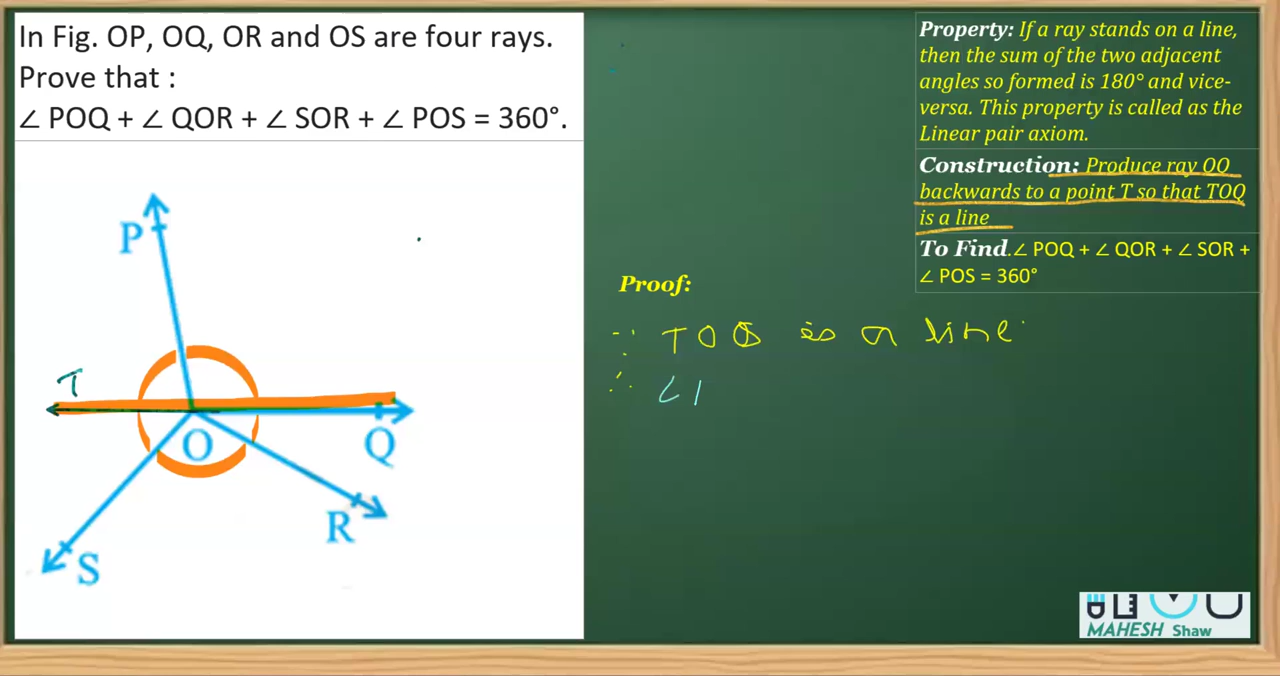 In Fig. OP, OQ, OR and OS are four rays.
Prove that :
∠ POQ + ∠ QOR + ∠ SOR + ∠ POS = 360°.
P
T
O
Q
R
S
Property: If a ray stands on a line,
then the sum of the two adjacent
angles so formed is 180° and vice-
versa. This property is called as the
Linear pair axiom.
Construction: Produce ray OQ
backwards to a point T so that TOQ
is a line
To Find.∠ POQ + ∠ QOR + ∠ SOR +
∠ POS = 360°
Proof:
∵ TOQ is a line
∴ ∠
MAHESH Shaw